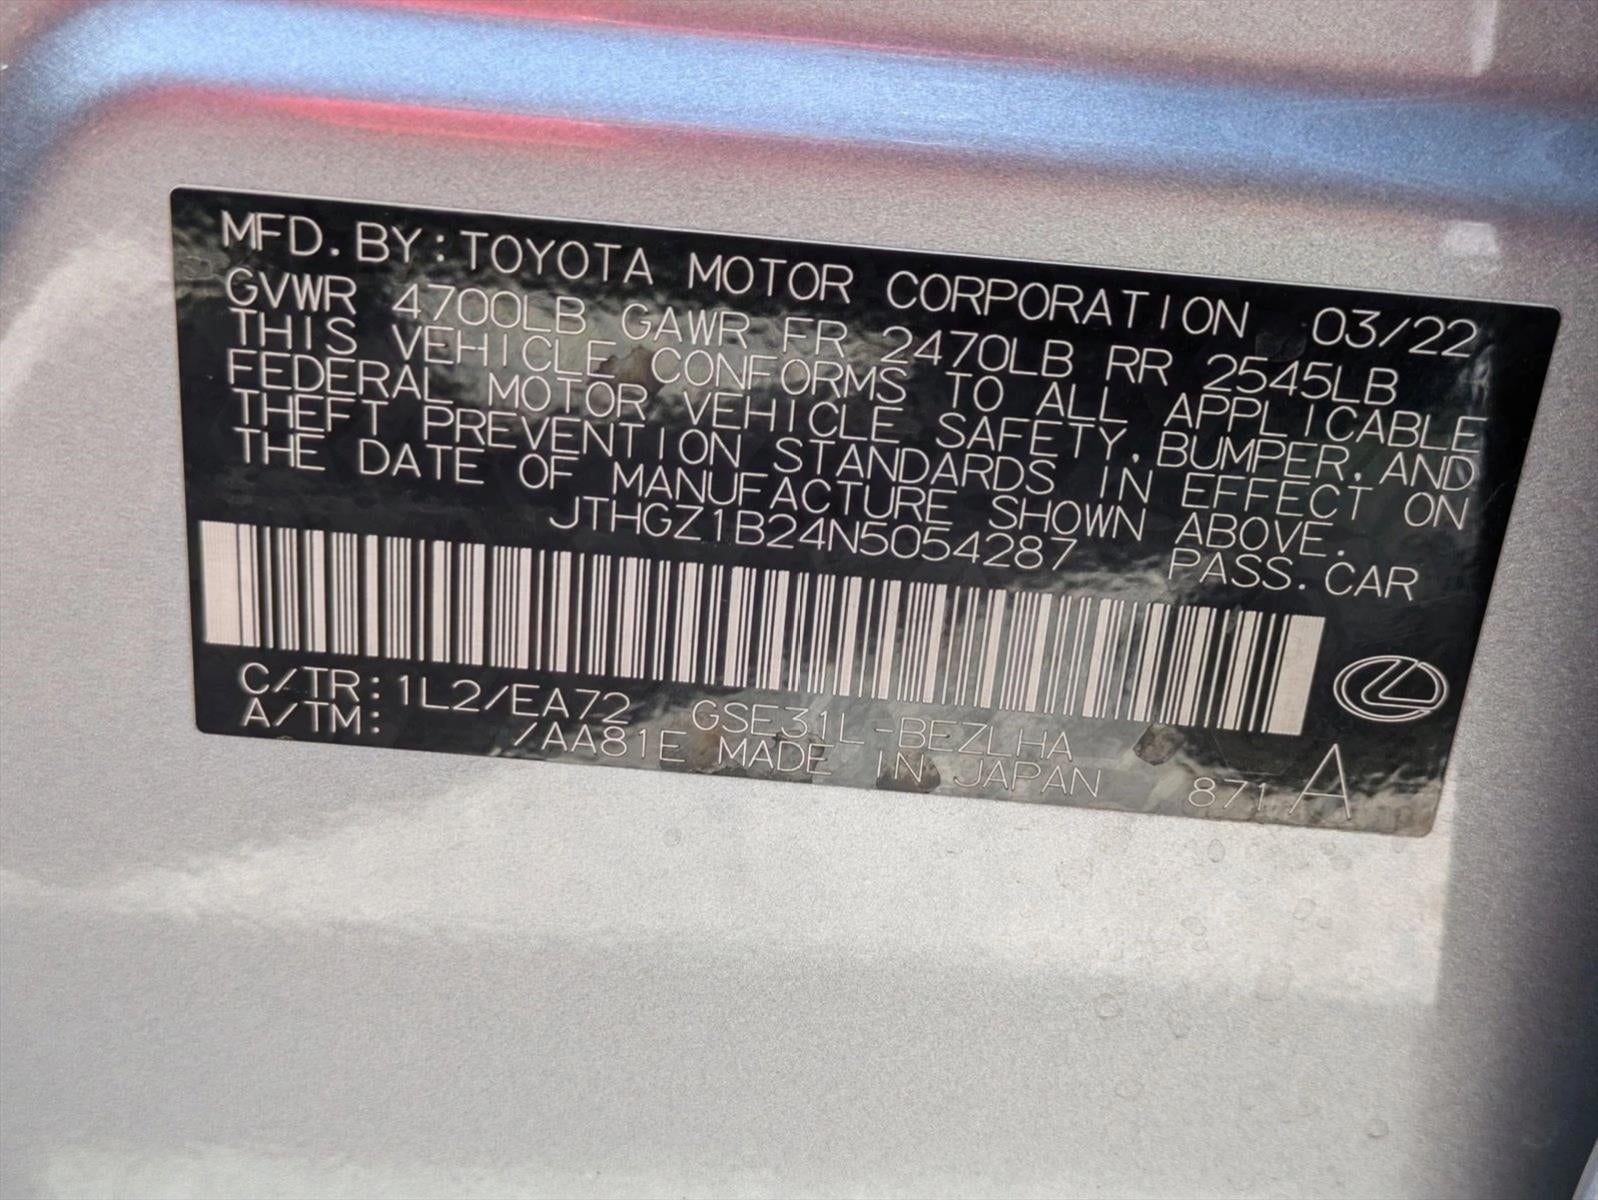 MFD. BY: TOYOTA MOTOR CORPORATION 03/22
GVWR 4700LB GAWR FR 2470LB RR 2545LB
THIS VEHICLE CONFORMS TO ALL APPLICABLE
FEDERAL MOTOR VEHICLE SAFETY, BUMPER, AND
THEFT PREVENTION STANDARDS IN EFFECT ON
THE DATE OF MANUFACTURE SHOWN ABOVE.
JTHGZ1B24N5054287 PASS. CAR
C/TR: 1L2/EA72 GSE31L-BEZLHA
A/TM: /AA81E MADE IN JAPAN 871 A